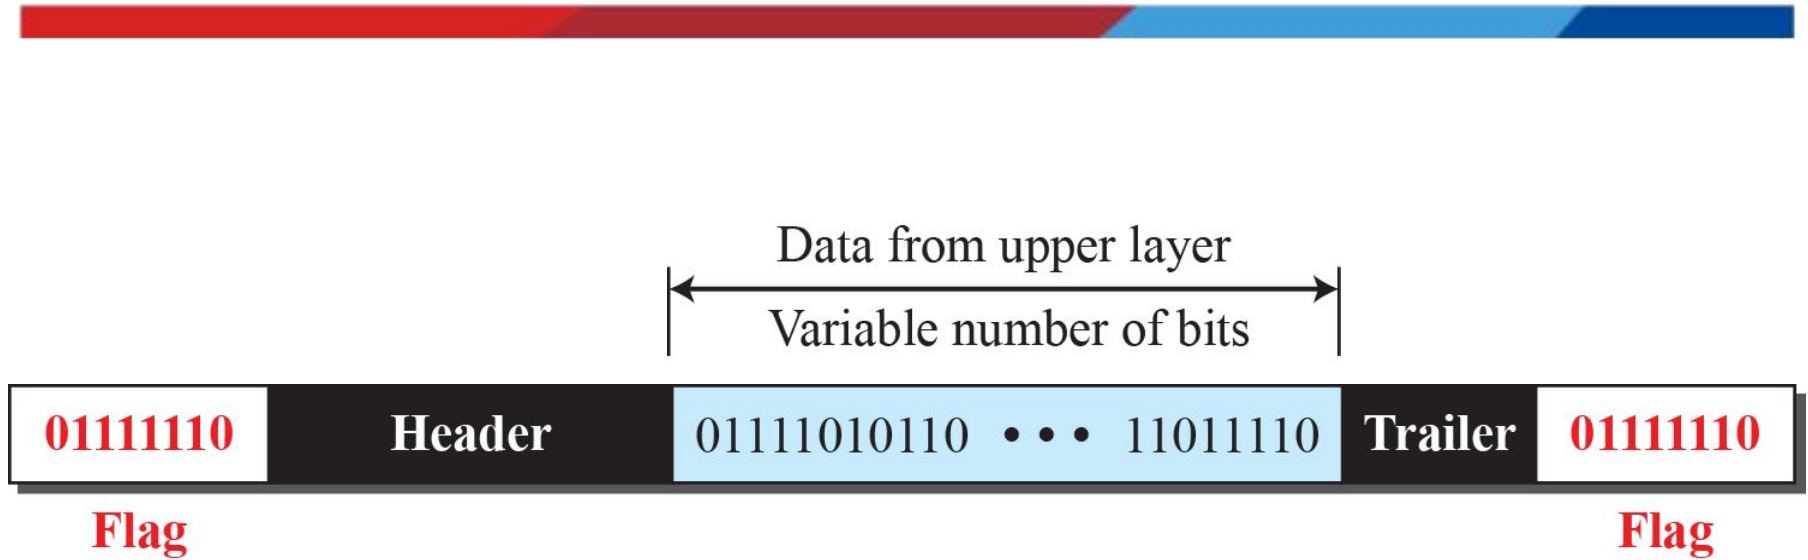 Data from upper layer
Variable number of bits
01111110 Header 01111010110 • • • 11011110 Trailer 01111110
Flag Flag